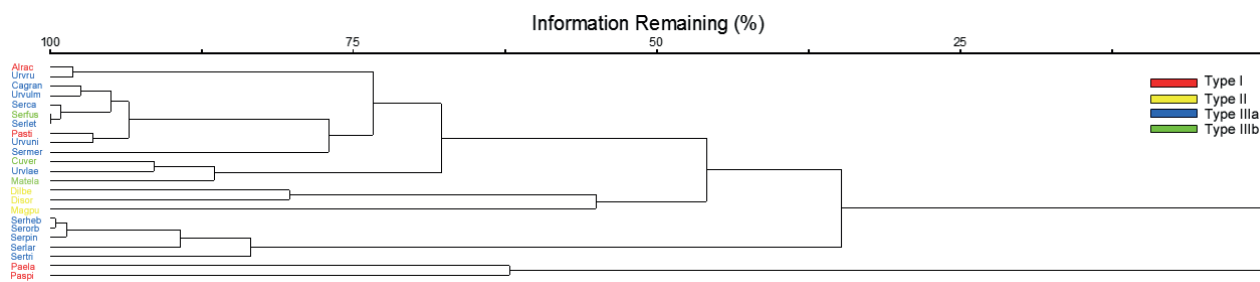 Information Remaining (%)
100 75 50 25
Alrac
Urvru
Cagran
Urvulm
Serca
Serfus
Serlet
Pasti
Urvuni
Sermer
Cuver
Urvlae
Matela
Dilbe
Disor
Magpu
Serheb
Serorb
Serpin
Serlar
Sertri
Paela
Paspi
Type I
Type II
Type IIIa
Type IIIb